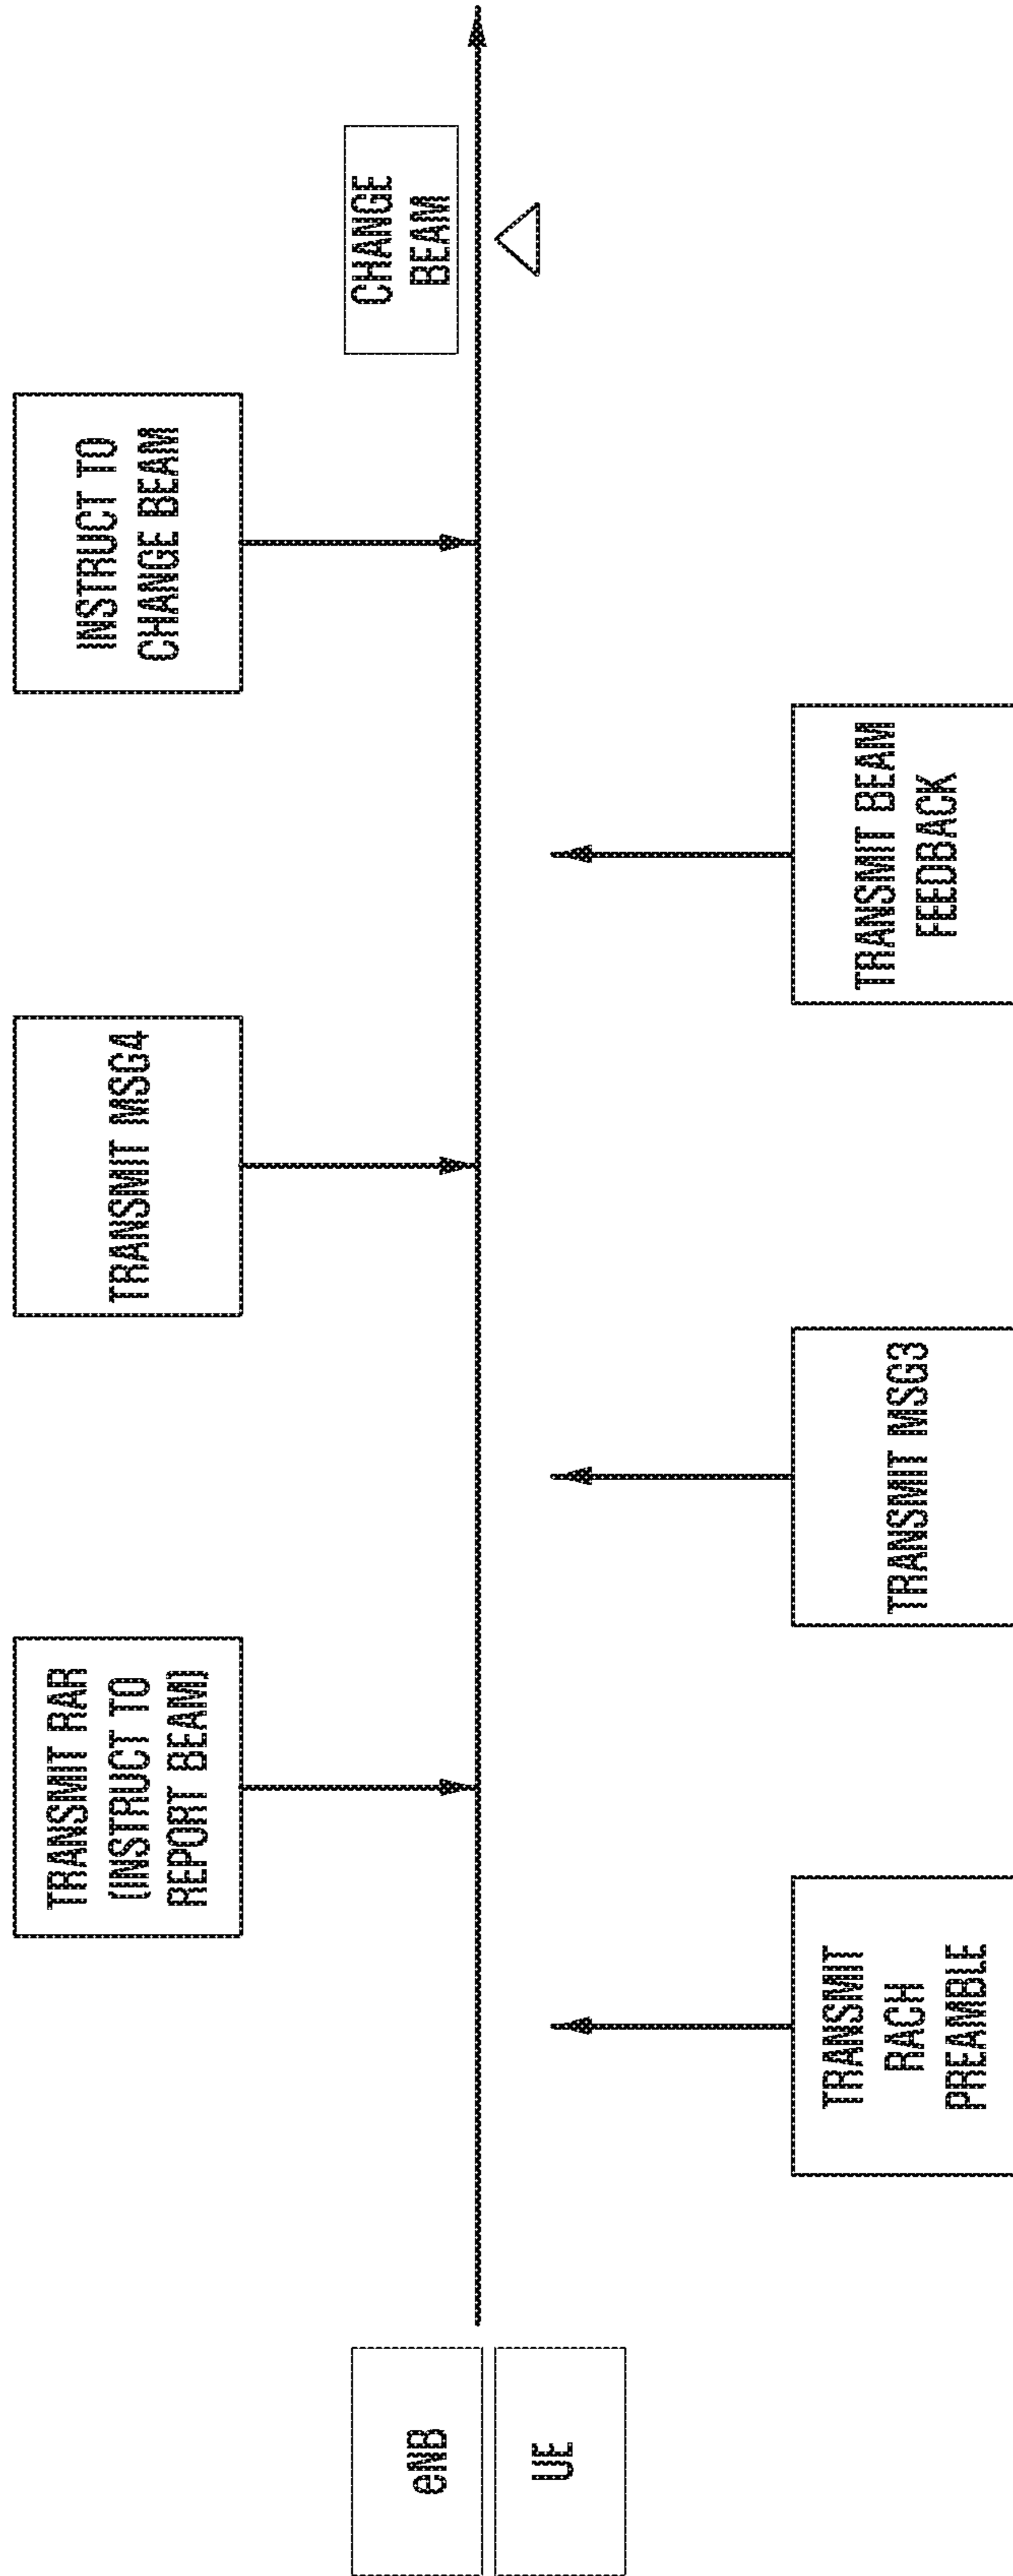 eNB
UE
TRANSMIT
RACH
PREAMBLE
TRANSMIT RAR
(INSTRUCT TO
REPORT BEAM)
TRANSMIT MSG3
TRANSMIT MSG4
TRANSMIT BEAM
FEEDBACK
INSTRUCT TO
CHANGE BEAM
CHANGE
BEAM